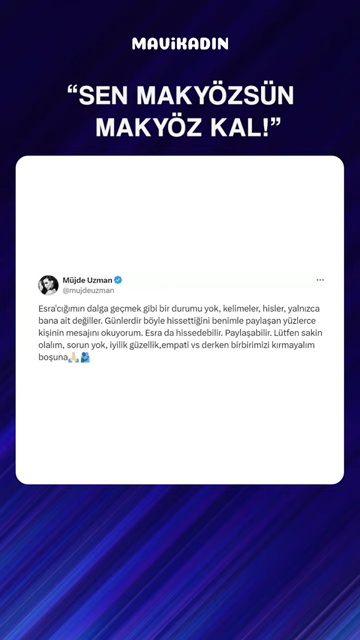 MAViKADIN
“SEN MAKYÖZSÜN
MAKYÖZ KAL!”
Müjde Uzman
@mujdeuzman
Esra'cığımın dalga geçmek gibi bir durumu yok, kelimeler, hisler, yalnızca
bana ait değiller. Günlerdir böyle hissettiğini benimle paylaşan yüzlerce
kişinin mesajını okuyorum. Esra da hissedebilir. Paylaşabilir. Lütfen sakin
olalım, sorun yok, iyilik güzellik,empati vs derken birbirimizi kırmayalım
boşuna🙏🏻🫂